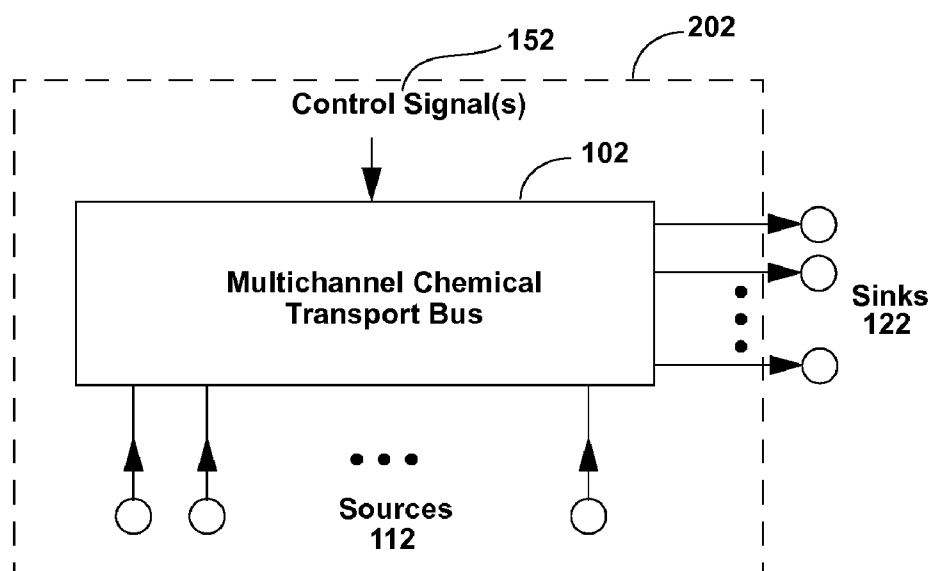 202
152
Control Signal(s)
102
Multichannel Chemical
Transport Bus
Sinks
122
Sources
112